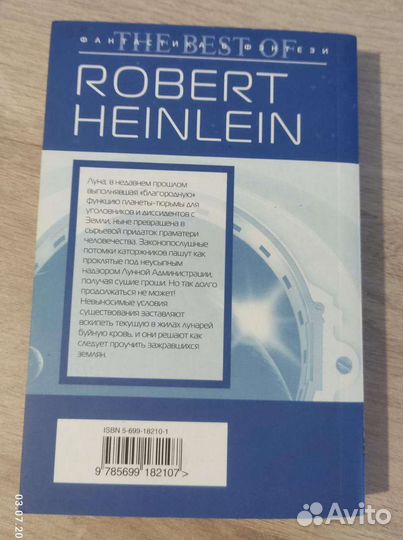 THE BEST OF
ФАНТАСТИКА & ФЭНТЕЗИ
ROBERT
HEINLEIN
Луна, в недавнем прошлом
выполнявшая «благородную»
функцию планеты-тюрьмы для
уголовников и диссидентов с
Земли, ныне превращена в
сырьевой придаток праматери
человечества. Законопослушные
потомки каторжников пашут как
проклятые под неусыпным
надзором Лунной Администрации,
получая сущие гроши. Но так долго
продолжаться не может!
Невыносимые условия
существования заставляют
вскипеть текущую в жилах лунарей
буйную кровь, и они решают как
следует проучить зажравшихся
землян.
ISBN 5-699-18210-1
9 785699 182107>
03.07.20
Avito